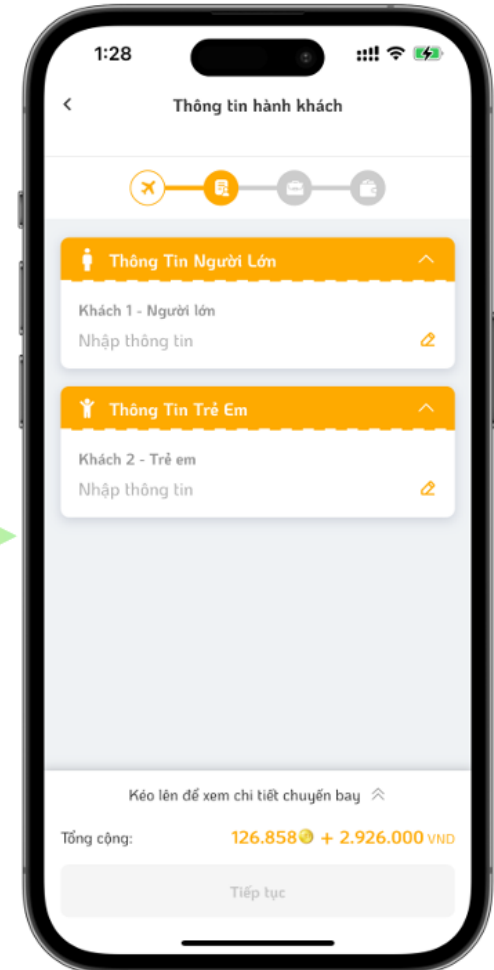 1:28
Thông tin hành khách
Thông Tin Người Lớn
Khách 1 - Người lớn
Nhập thông tin
Thông Tin Trẻ Em
Khách 2 - Trẻ em
Nhập thông tin
Kéo lên để xem chi tiết chuyến bay
Tổng cộng: 126.858 + 2.926.000 VND
Tiếp tục